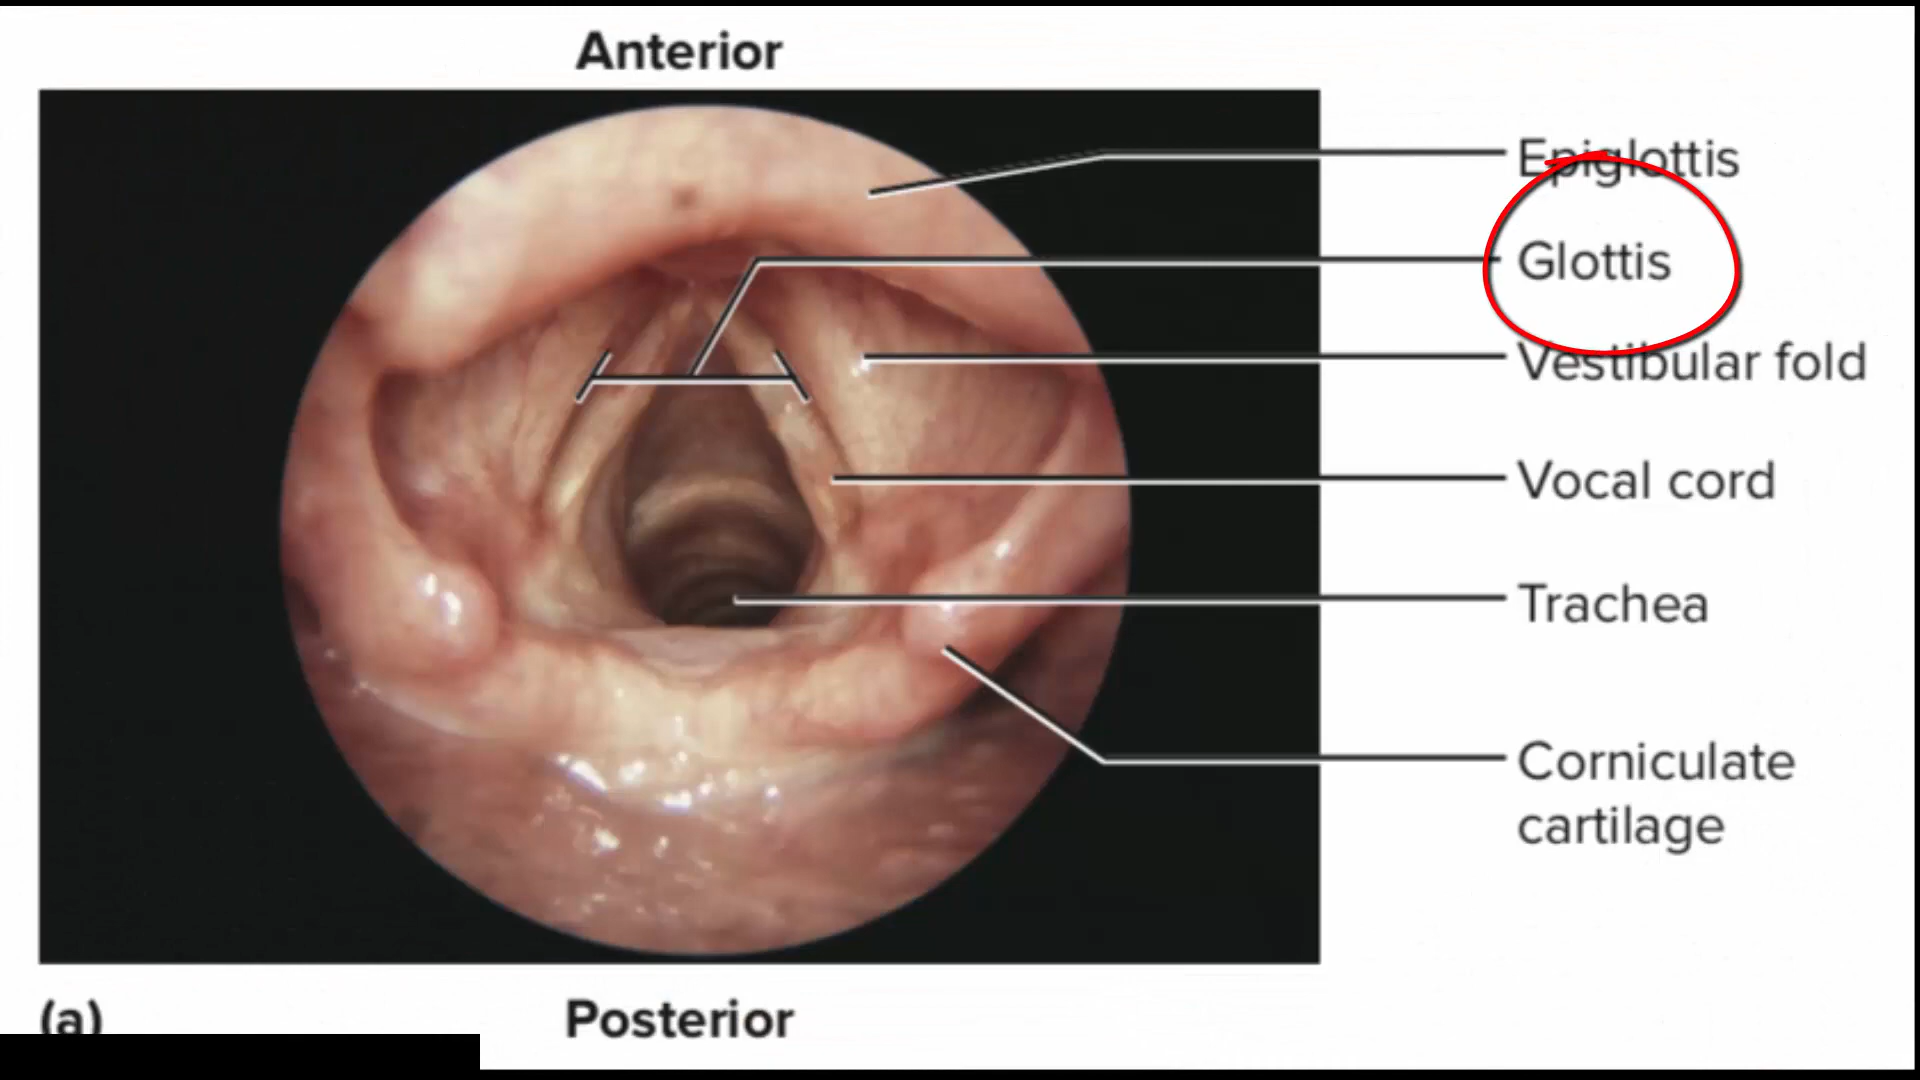 Anterior
Epiglottis
Glottis
Vestibular fold
Vocal cord
Trachea
Corniculate
cartilage
(a)
Posterior